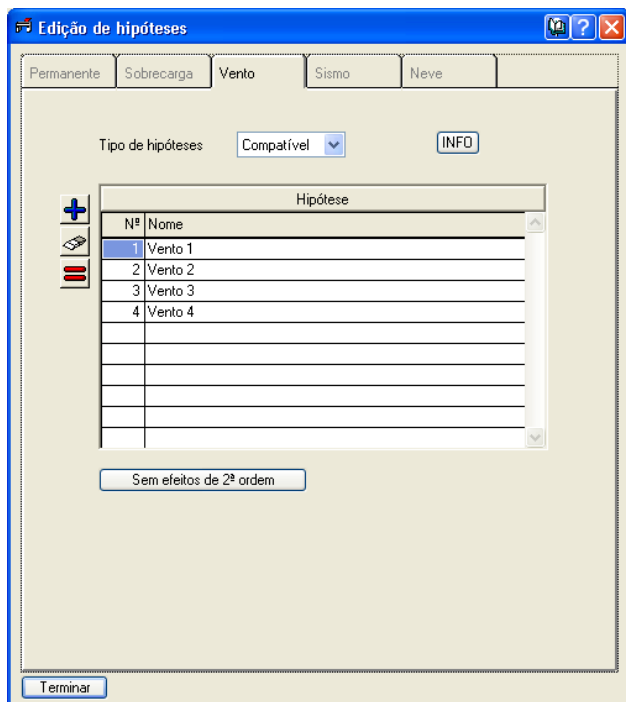 Edição de hipóteses
Permanente Sobrecarga Vento Sismo Neve
Tipo de hipóteses Compatível INFO
Hipótese
Nº Nome
1 Vento 1
2 Vento 2
3 Vento 3
4 Vento 4
Sem efeitos de 2ª ordem
Terminar